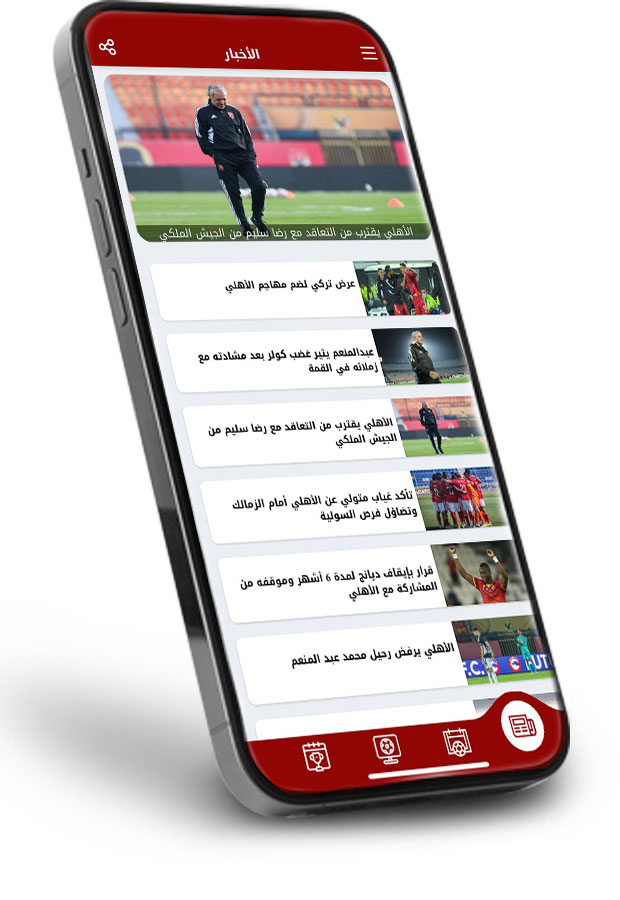 الأخبار
الأهلي يقترب من التعاقد مع رضا سليم من الجيش الملكي
عرض تركي لضم مهاجم الأهلي
عبدالمنعم يثير غضب كولر بعد مشادته مع
زملائه في القمة
الأهلي يقترب من التعاقد مع رضا سليم من
الجيش الملكي
تأكد غياب متولي عن الأهلي أمام الزمالك
وتضاؤل فرص السولية
قرار بإيقاف ديانج لمدة 6 أشهر وموقفه من
المشاركة مع الأهلي
الأهلي يرفض رحيل محمد عبد المنعم
F.C.
FUT